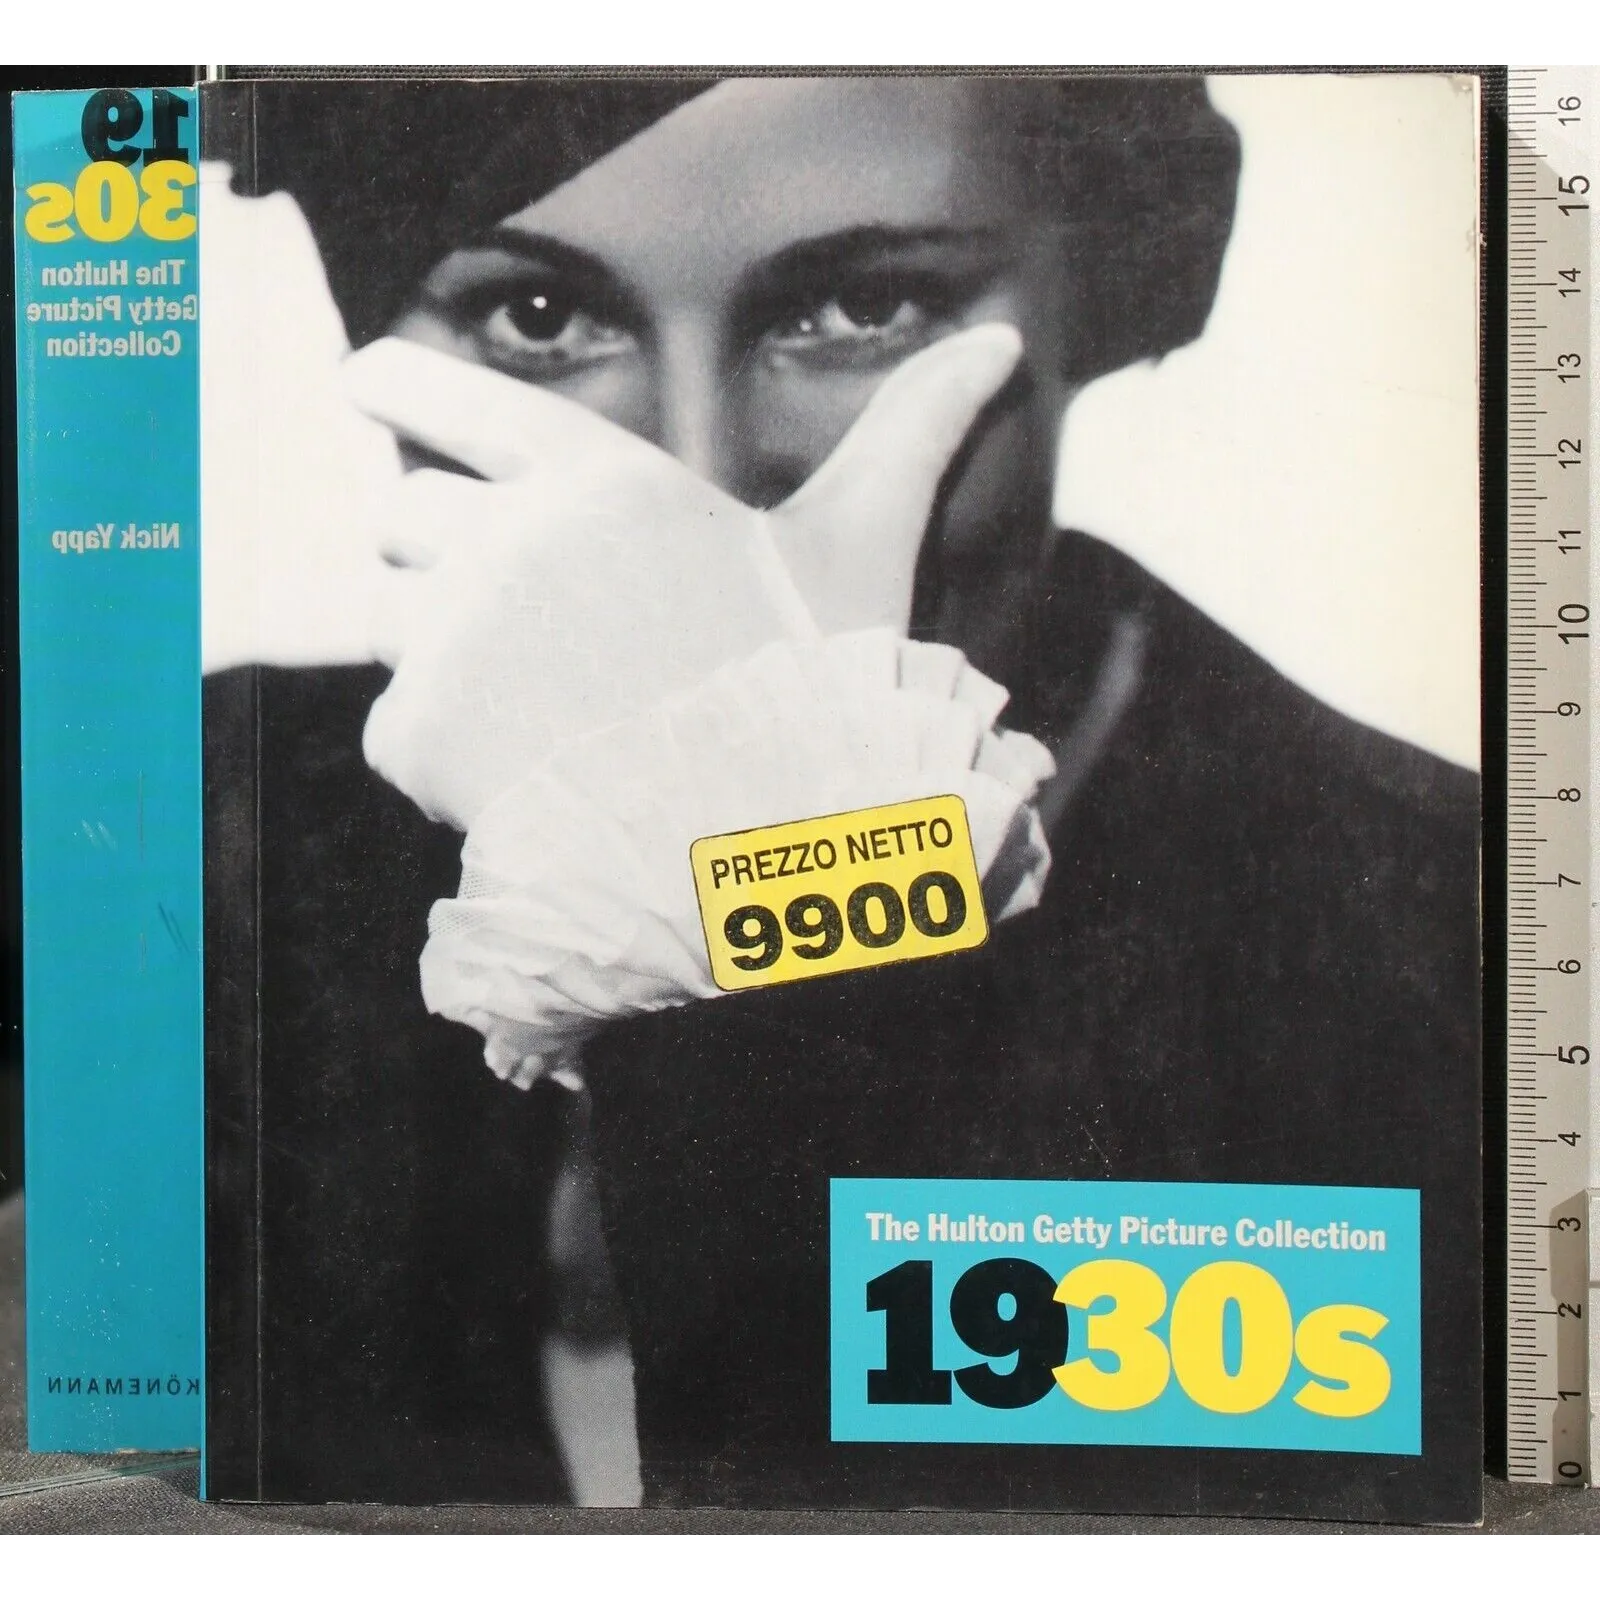 19
30s
The Hulton
Getty Picture
Collection
Nick Yapp
KÖNEMANN
PREZZO NETTO
9900
The Hulton Getty Picture Collection
1930s
16
15
14
13
12
11
10
9
8
7
6
5
4
3
2
1
0